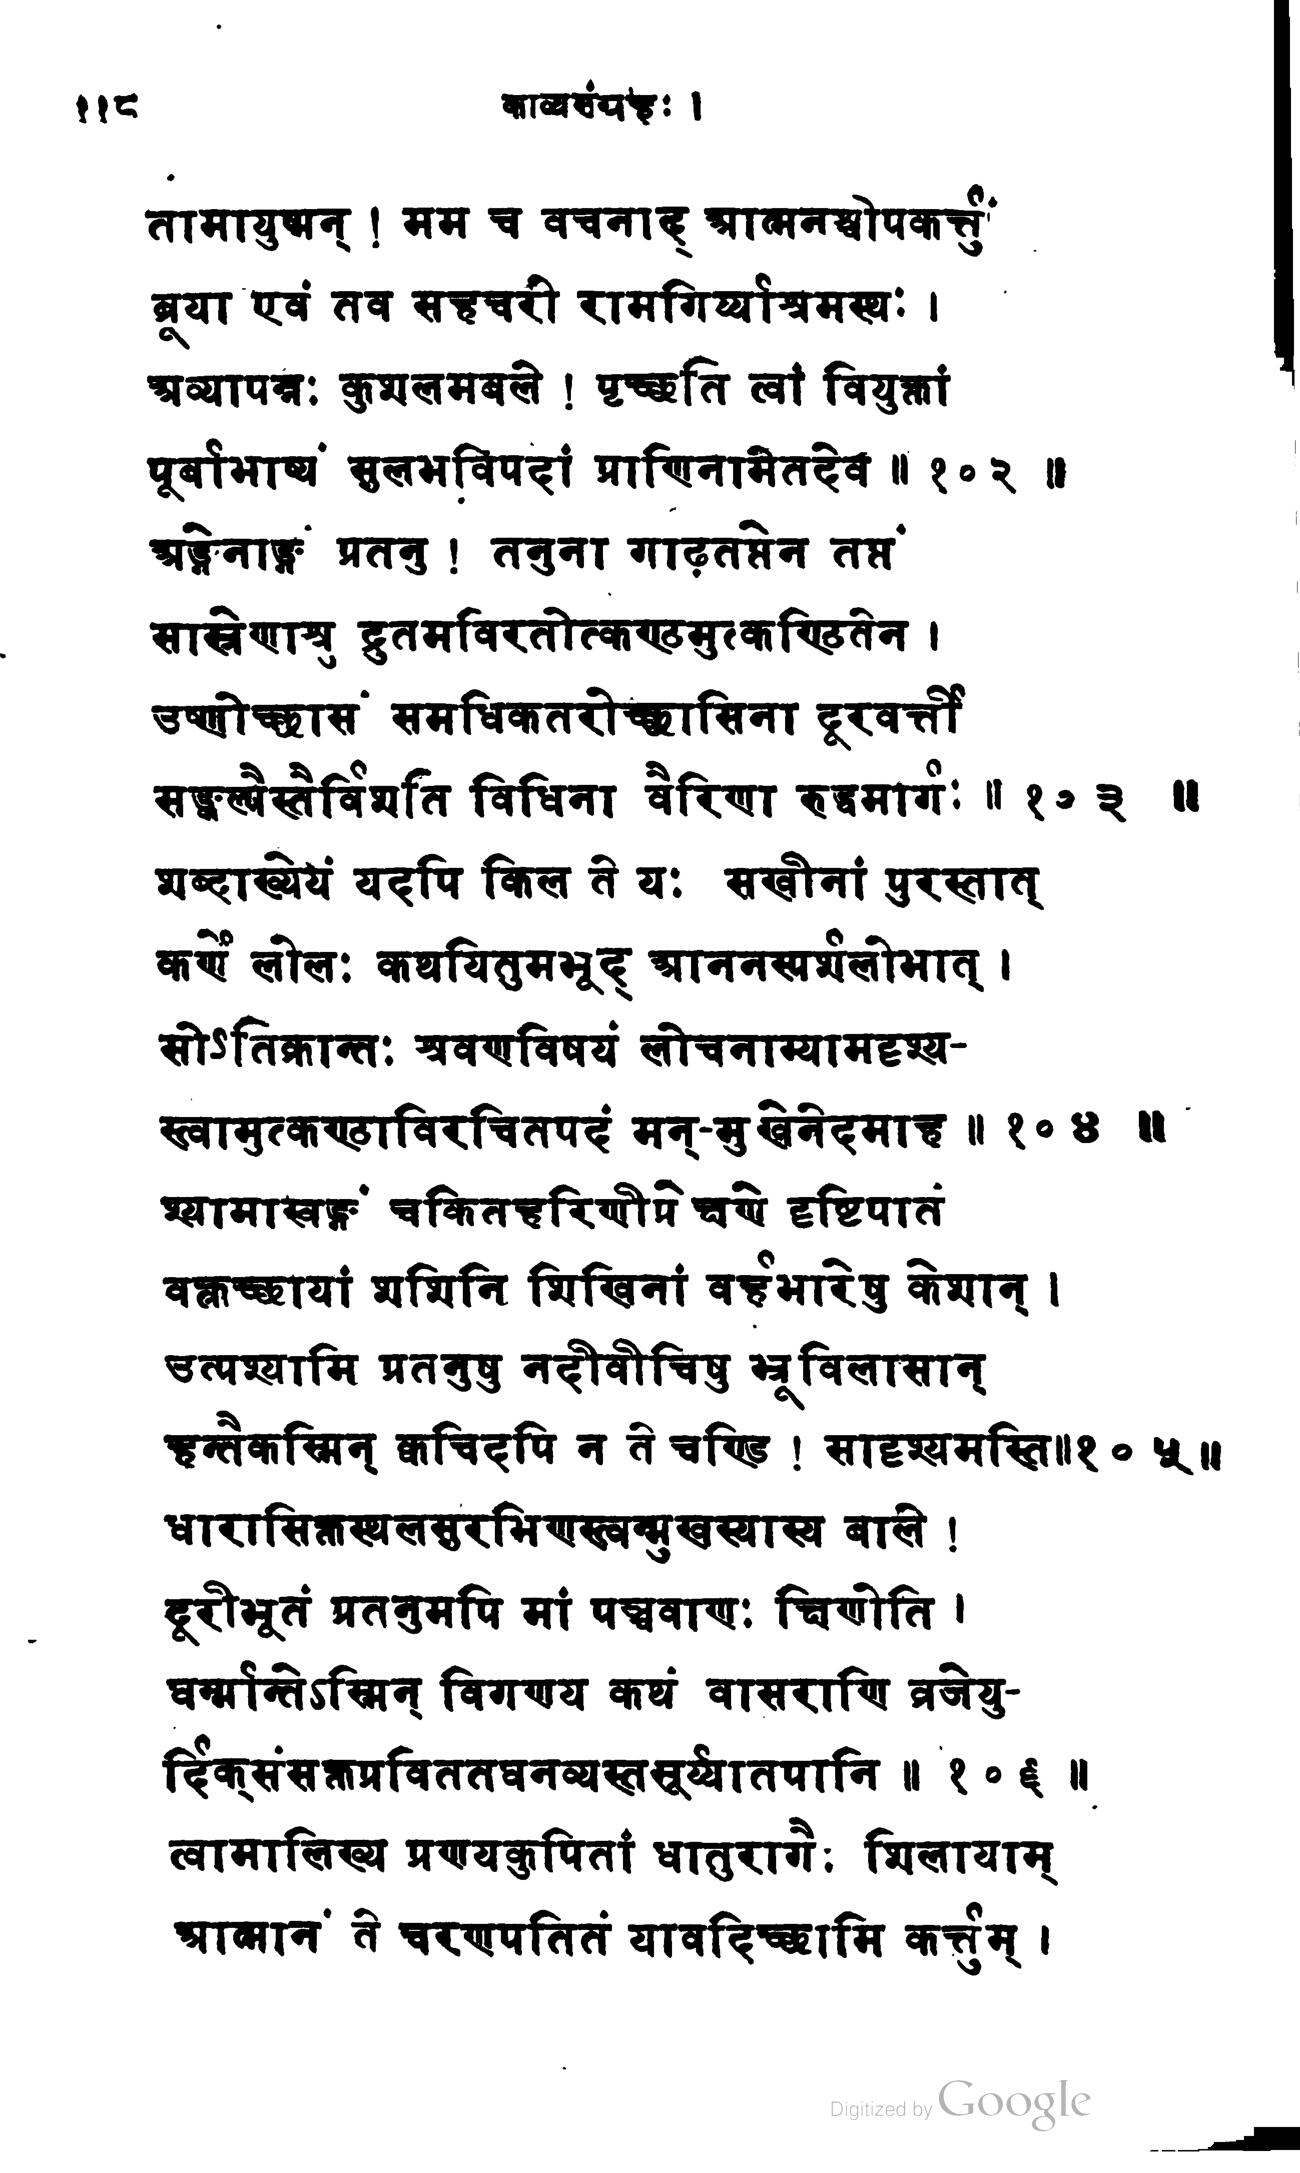 ११८ काव्यसंग्रहः ।
तामायुष्मन् ! मम च वचनाद् आत्मनश्चोपकर्त्तुं
ब्रूया एवं तव सहचरो रामगिर्य्याश्रमस्थः ।
अव्यापन्नः कुशलमबले ! पृच्छति त्वां वियुक्तां
पूर्वाभाष्यं सुलभविपदां प्राणिनामेतदेव ॥ १०२ ॥
अङ्गेनाङ्गं प्रतनु ! तनुना गाढ़तप्तेन तप्तं
सास्रेणाश्रु द्रुतमविरतोत्कण्ठमुत्कण्ठितेन ।
उष्णोच्छ्वासं समधिकतरोच्छ्वासिना दूरवर्त्ती
सङ्कल्पैस्तैर्विशति विधिना वैरिणा रुद्धमार्गः ॥ १०३ ॥
शब्दाख्येयं यदपि किल ते यः सखीनां पुरस्तात्
कर्णे लोलः कथयितुमभूद् आननस्पर्शलोभात् ।
सोऽतिक्रान्तः श्रवणविषयं लोचनाभ्यामदृश्य-
स्त्वामुत्कण्ठाविरचितपदं मन्-मुखेनेदमाह ॥ १०४ ॥
श्यामास्वङ्गं चकितहरिणीप्रेक्षणे दृष्टिपातं
वक्त्रच्छायां शशिनि शिखिनां वर्हभारेषु केशान् ।
उत्पश्यामि प्रतनुषु नदीवीचिषु भ्रूविलासान्
हन्तैकस्मिन् क्वचिदपि न ते चण्डि ! सादृश्यमस्ति॥१०५॥
धारासिक्तस्थलसुरभिणस्त्वन्मुखस्यास्य बाले !
दूरीभूतं प्रतनुमपि मां पञ्चवाणः क्षिणोति ।
घर्म्मान्तेऽस्मिन् विगणय कथं वासराणि व्रजेयु-
र्दिक्संसक्तप्रविततघनव्यस्तसूर्य्यातपानि ॥ १०६ ॥
त्वामालिख्य प्रणयकुपितां धातुरागैः शिलायाम्
आत्मानं ते चरणपतितं यावदिच्छामि कर्त्तुम् ।
Digitized by Google